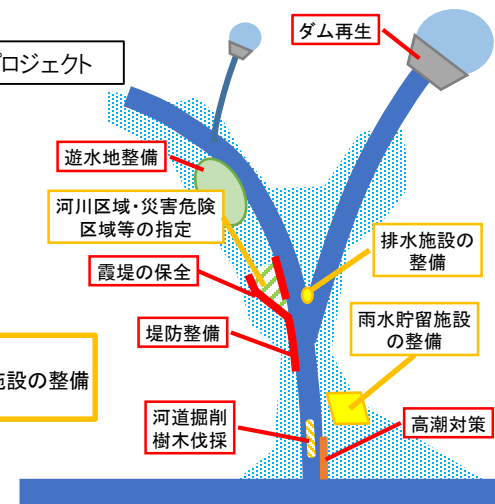 ダム再生
ロジェクト
遊水地整備
河川区域・災害危険
区域等の指定
排水施設の
整備
霞堤の保全
雨水貯留施設
の整備
堤防整備
施設の整備
河道掘削
樹木伐採
高潮対策